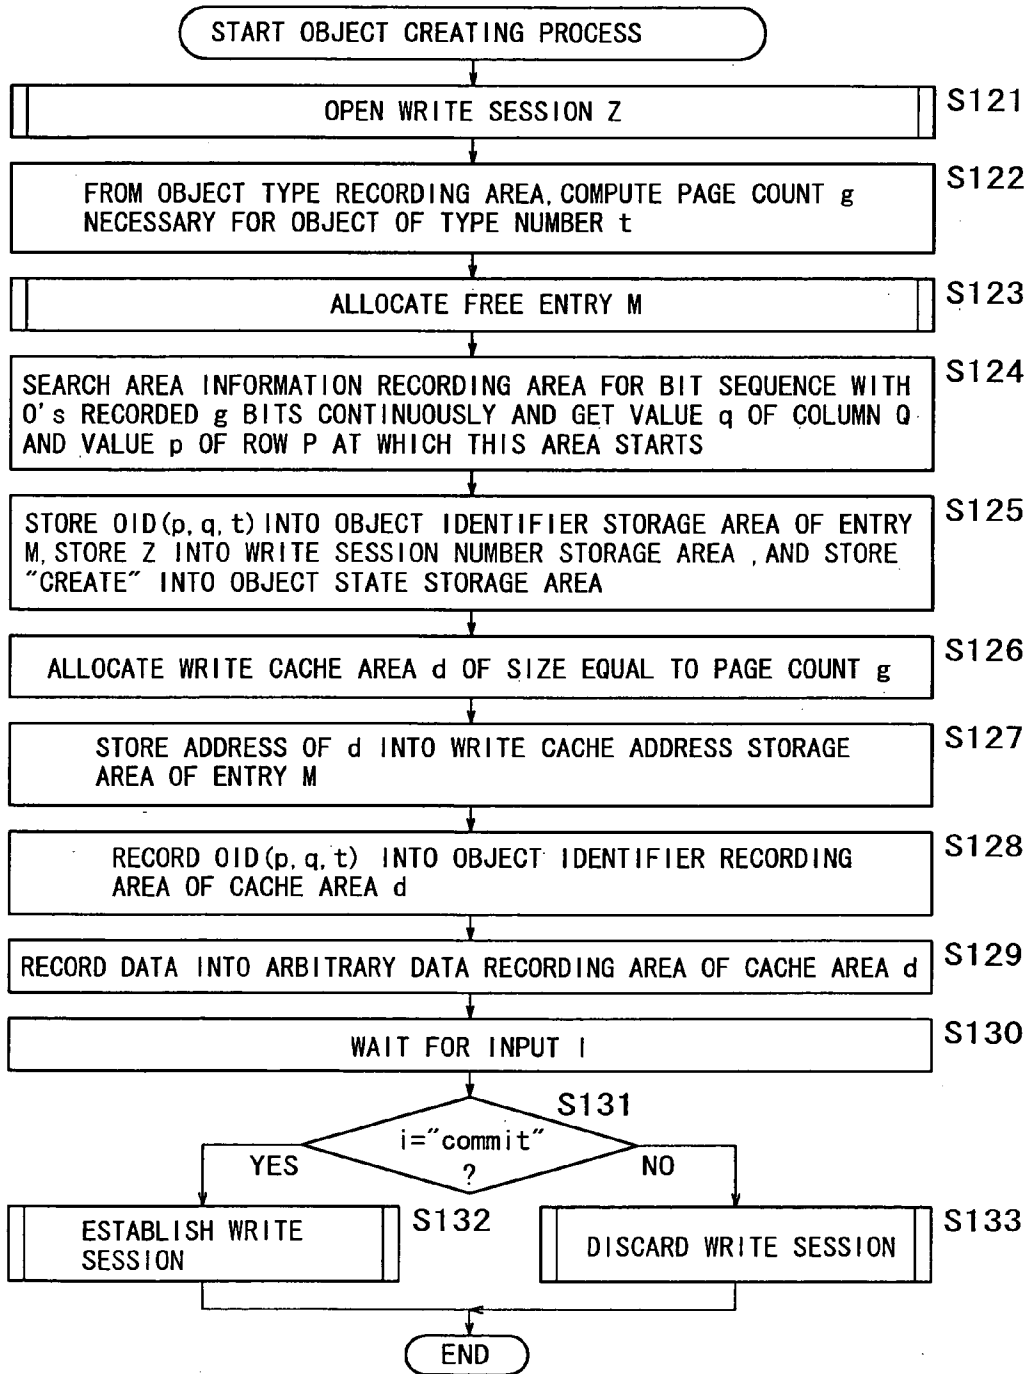 START OBJECT CREATING PROCESS
OPEN WRITE SESSION Z
S121
FROM OBJECT TYPE RECORDING AREA, COMPUTE PAGE COUNT g
NECESSARY FOR OBJECT OF TYPE NUMBER t
S122
ALLOCATE FREE ENTRY M
S123
SEARCH AREA INFORMATION RECORDING AREA FOR BIT SEQUENCE WITH
0's RECORDED g BITS CONTINUOUSLY AND GET VALUE q OF COLUMN Q
AND VALUE p OF ROW P AT WHICH THIS AREA STARTS
S124
STORE OID(p, q, t) INTO OBJECT IDENTIFIER STORAGE AREA OF ENTRY
M, STORE Z INTO WRITE SESSION NUMBER STORAGE AREA , AND STORE
"CREATE" INTO OBJECT STATE STORAGE AREA
S125
ALLOCATE WRITE CACHE AREA d OF SIZE EQUAL TO PAGE COUNT g
S126
STORE ADDRESS OF d INTO WRITE CACHE ADDRESS STORAGE
AREA OF ENTRY M
S127
RECORD OID(p, q, t) INTO OBJECT IDENTIFIER RECORDING
AREA OF CACHE AREA d
S128
RECORD DATA INTO ARBITRARY DATA RECORDING AREA OF CACHE AREA d
S129
WAIT FOR INPUT I
S130
S131
i="commit"
?
YES
NO
ESTABLISH WRITE
SESSION
S132
DISCARD WRITE SESSION
S133
END